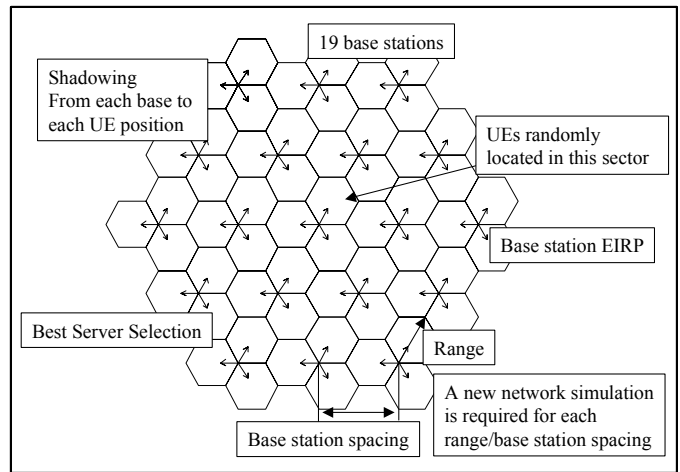 19 base stations
Shadowing
From each base to
each UE position
UEs randomly
located in this sector
Base station EIRP
Best Server Selection
Range
A new network simulation
is required for each
range/base station spacing
Base station spacing